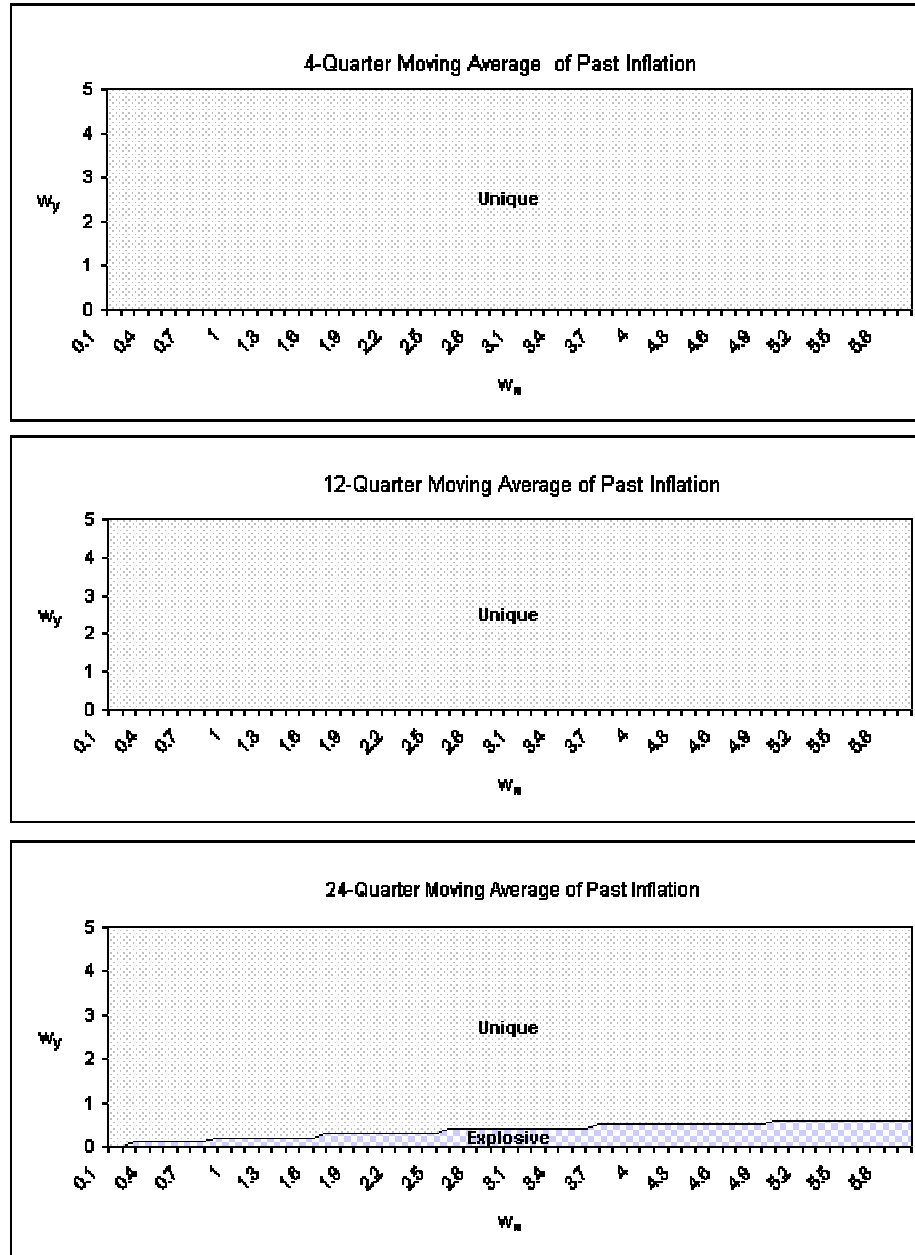 4-Quarter Moving Average of Past Inflation
5
4
3
Unique
Wy
2
1
0
0.1 0.4 0.7 1 1.3 1.6 1.9 2.2 2.5 2.8 3.1 3.4 3.7 4 4.3 4.6 4.9 5.2 5.5 5.8
Wπ
12-Quarter Moving Average of Past Inflation
5
4
3
Unique
Wy
2
1
0
0.1 0.4 0.7 1 1.3 1.6 1.9 2.2 2.5 2.8 3.1 3.4 3.7 4 4.3 4.6 4.9 5.2 5.5 5.8
Wπ
24-Quarter Moving Average of Past Inflation
5
4
3
Unique
Wy
2
1
Explosive
0
0.1 0.4 0.7 1 1.3 1.6 1.9 2.2 2.5 2.8 3.1 3.4 3.7 4 4.3 4.6 4.9 5.2 5.5 5.8
Wπ